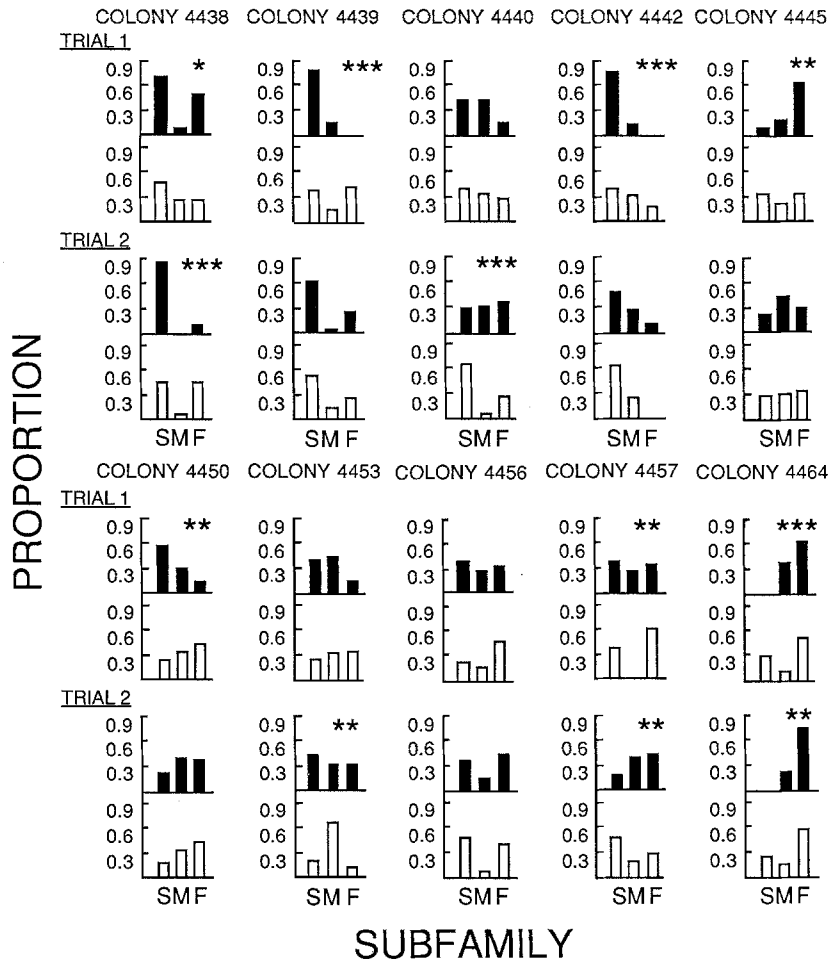 COLONY 4438 COLONY 4439 COLONY 4440 COLONY 4442 COLONY 4445
TRIAL 1
* *** *** **
0.9 0.9 0.9 0.9 0.9
0.6 0.6 0.6 0.6 0.6
0.3 0.3 0.3 0.3 0.3
0.9 0.9 0.9 0.9 0.9
0.6 0.6 0.6 0.6 0.6
0.3 0.3 0.3 0.3 0.3
TRIAL 2
*** ***
0.9 0.9 0.9 0.9 0.9
0.6 0.6 0.6 0.6 0.6
0.3 0.3 0.3 0.3 0.3
0.9 0.9 0.9 0.9 0.9
0.6 0.6 0.6 0.6 0.6
0.3 0.3 0.3 0.3 0.3
SMF SMF SMF SMF SMF
COLONY 4450 COLONY 4453 COLONY 4456 COLONY 4457 COLONY 4464
TRIAL 1
** ** ***
0.9 0.9 0.9 0.9 0.9
0.6 0.6 0.6 0.6 0.6
0.3 0.3 0.3 0.3 0.3
0.9 0.9 0.9 0.9 0.9
0.6 0.6 0.6 0.6 0.6
0.3 0.3 0.3 0.3 0.3
TRIAL 2
** ** **
0.9 0.9 0.9 0.9 0.9
0.6 0.6 0.6 0.6 0.6
0.3 0.3 0.3 0.3 0.3
0.9 0.9 0.9 0.9 0.9
0.6 0.6 0.6 0.6 0.6
0.3 0.3 0.3 0.3 0.3
SMF SMF SMF SMF SMF
PROPORTION
SUBFAMILY